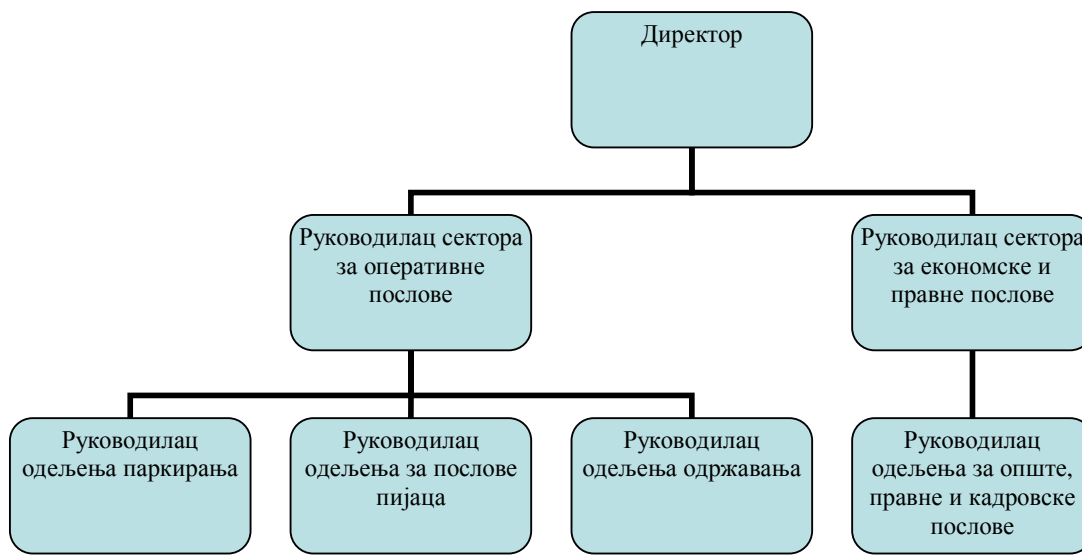 Директор
Руководилац сектора
за оперативне
послове
Руководилац сектора
за економске и
правне послове
Руководилац
одељења паркирања
Руководилац
одељења за послове
пијаца
Руководилац
одељења одржавања
Руководилац
одељења за опште,
правне и кадровске
послове